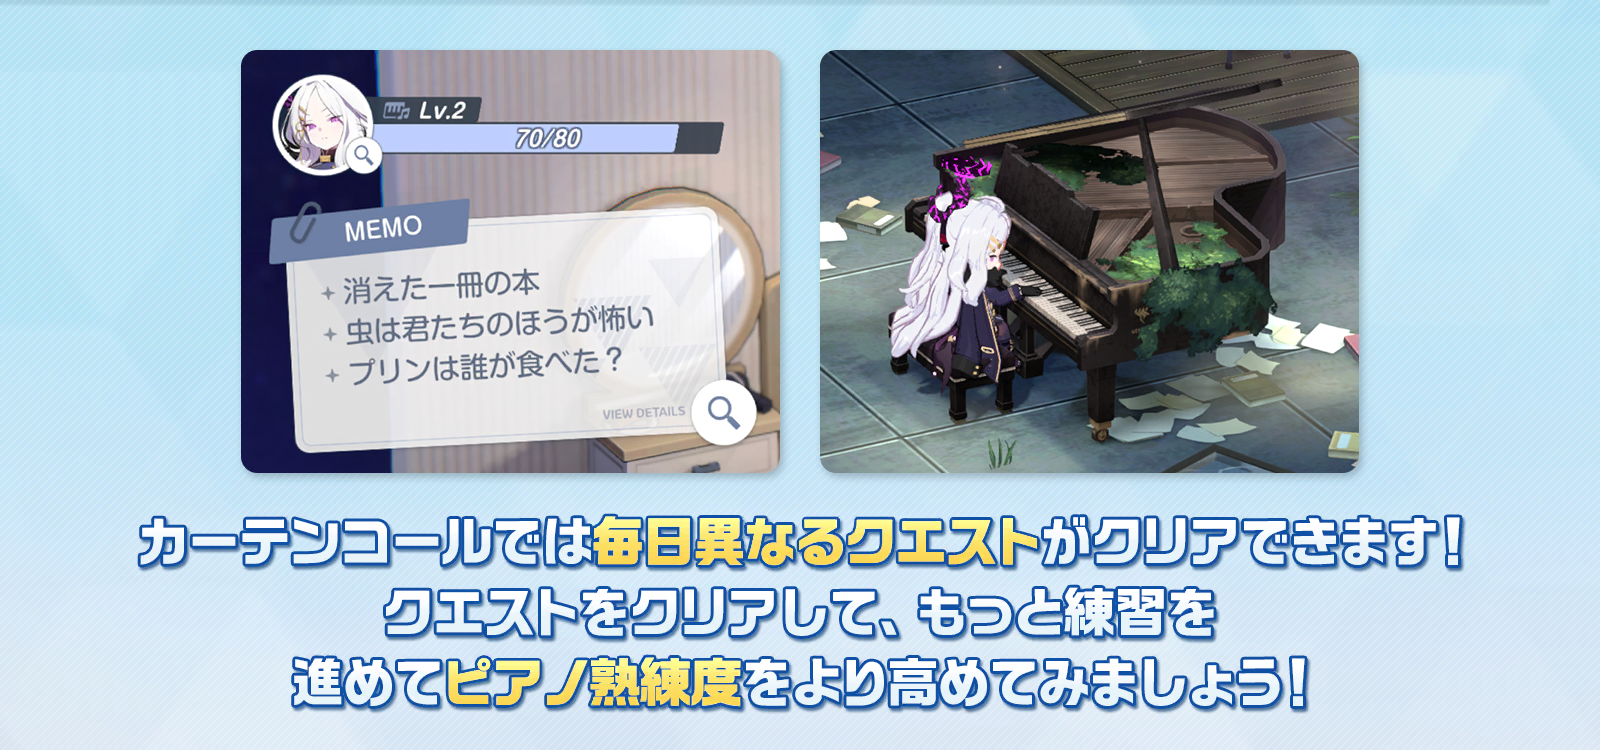 Lv.2
70/80
MEMO
消えた一冊の本
虫は君たちのほうが怖い
プリンは誰が食べた？
VIEW DETAILS
カーテンコールでは毎日異なるクエストがクリアできます！
クエストをクリアして、もっと練習を
進めてピアノ熟練度をより高めてみましょう！